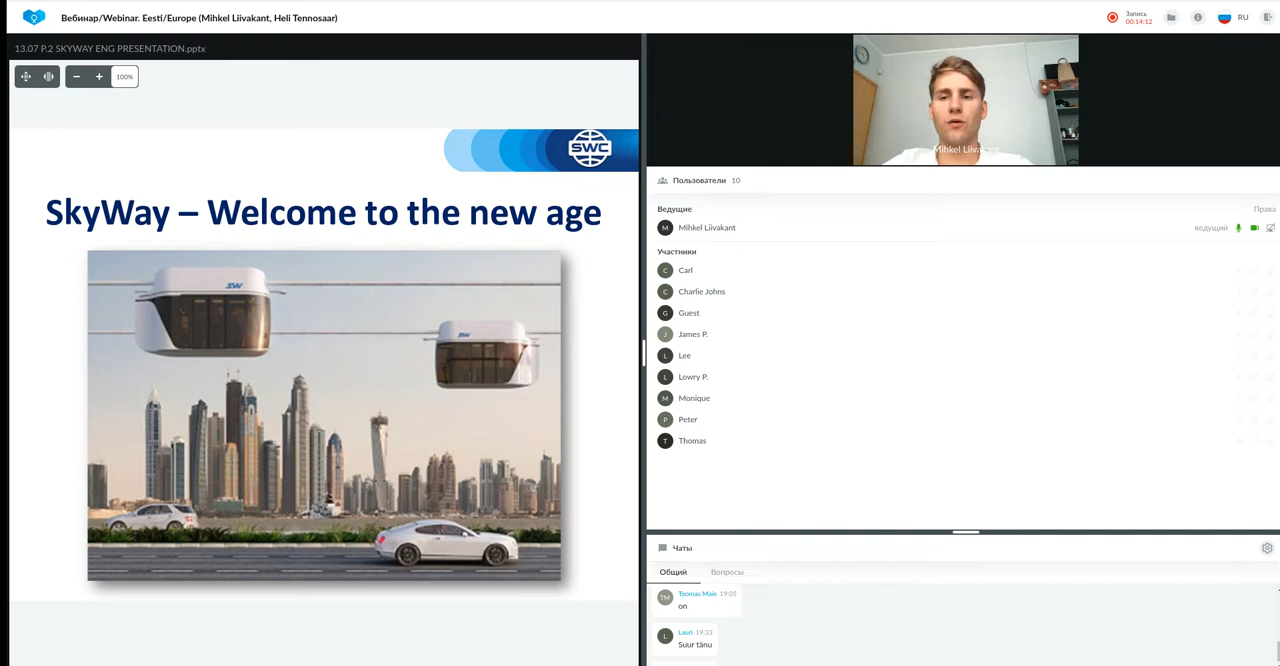 Вебинар/Webinar. Eesti/Europe (Mihkel Liivakant, Heli Tennosaar)
Запись
00:14:12
RU
13.07 P.2 SKYWAY ENG PRESENTATION.pptx
100%
SWC
SkyWay – Welcome to the new age
SW
SW
Mihkel Liivakant
Пользователи 10
Ведущие
Права
M Mihkel Liivakant
ведущий
Участники
C Carl
C Charlie Johns
G Guest
J James P.
L Lee
L Lowry P.
M Monique
P Peter
T Thomas
Чаты
Общий Вопросы
TM Toomas Maie 19:05
on
L Lauri 19:33
Suur tänu